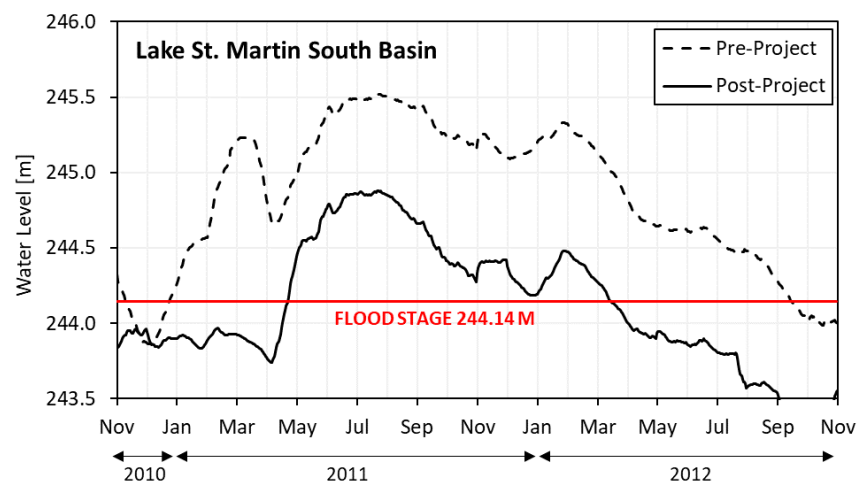 Lake St. Martin South Basin
Pre-Project
Post-Project
Water Level [m]
246.0
245.5
245.0
244.5
244.0
243.5
FLOOD STAGE 244.14 M
Nov Jan Mar May Jul Sep Nov Jan Mar May Jul Sep Nov
2010 2011 2012